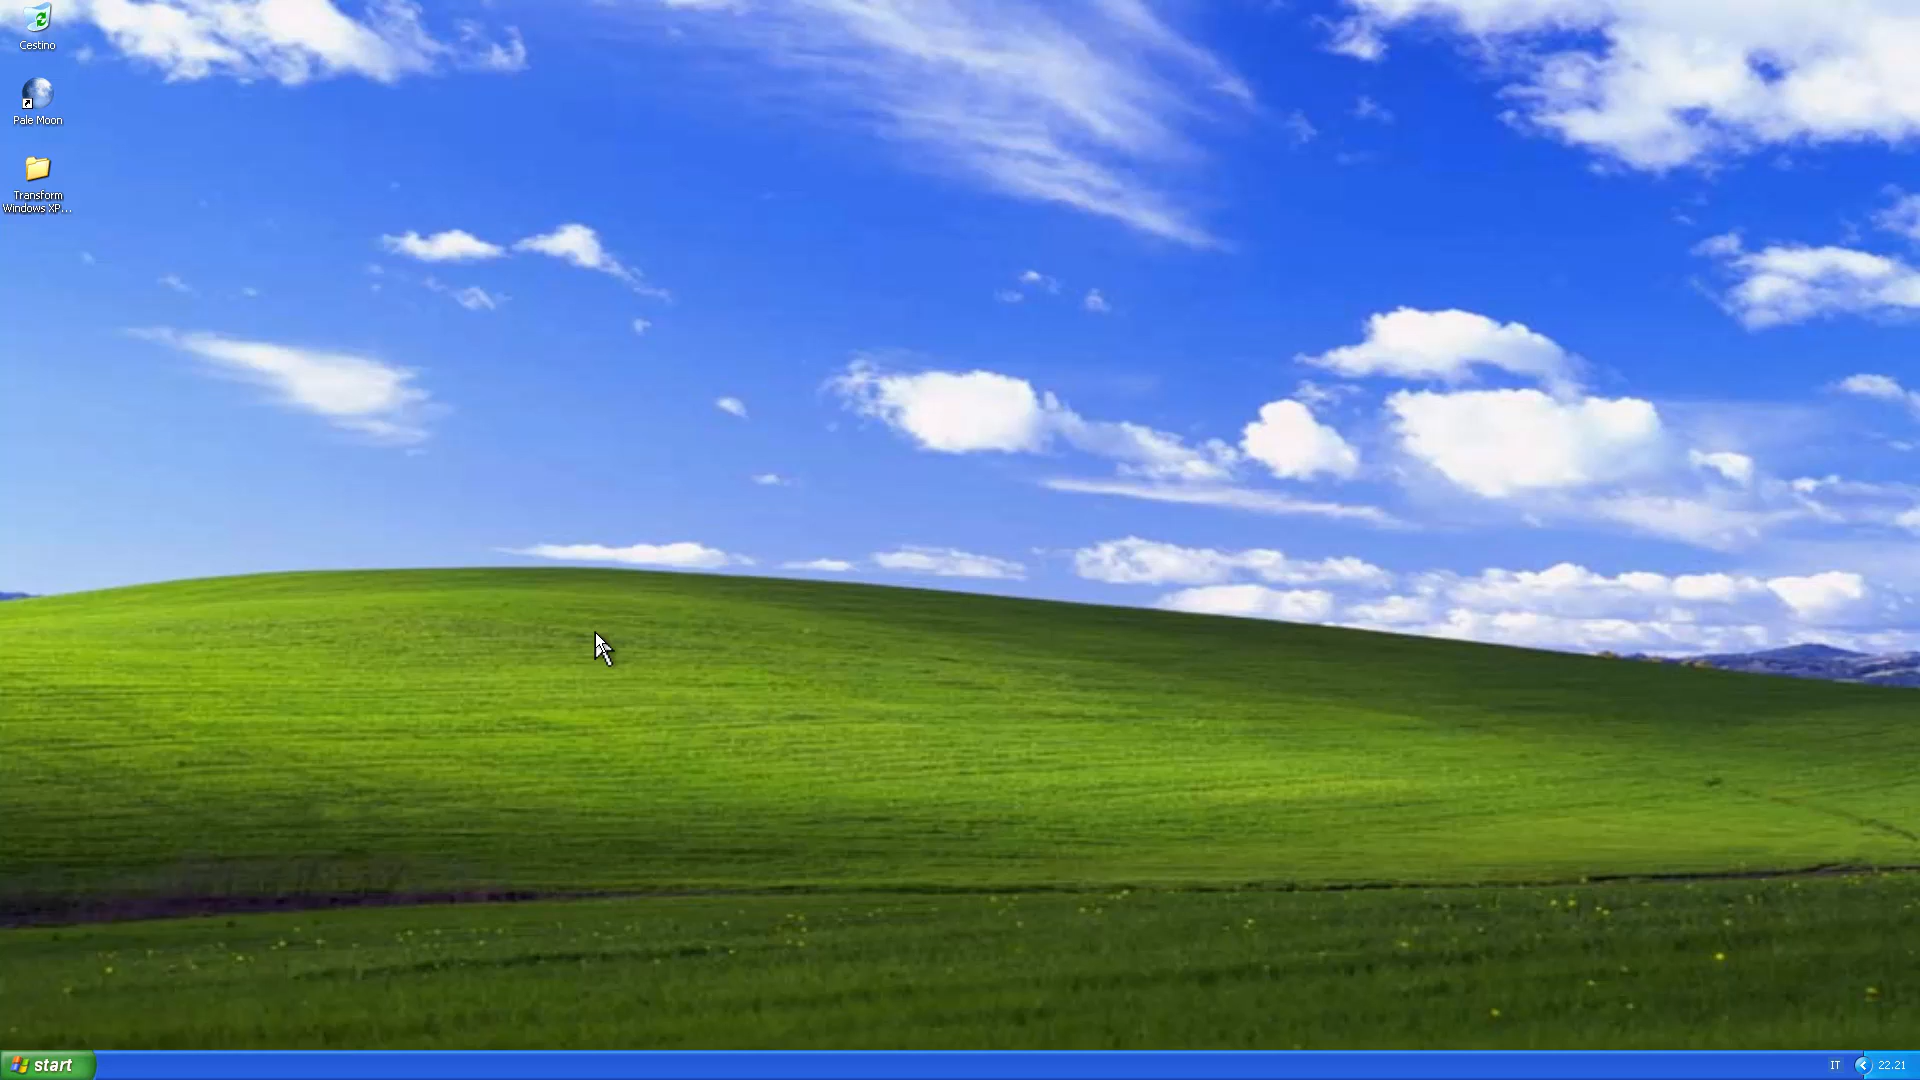 Cestino
Pale Moon
Transform
Windows XP...
start
IT
22.21